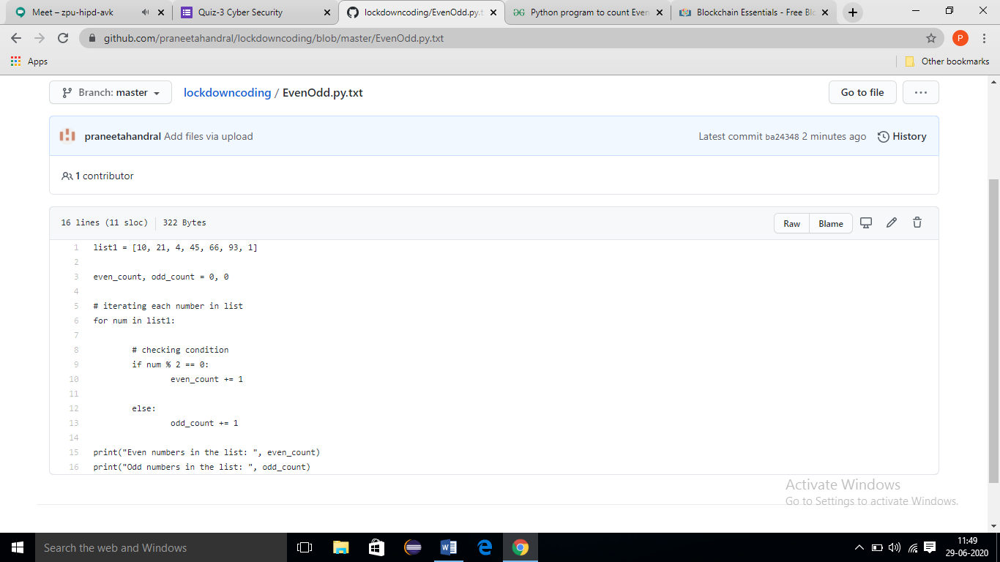 Meet – zpu-hipd-avk
Quiz-3 Cyber Security
lockdowncoding/EvenOdd.py.t
Python program to count Even
Blockchain Essentials - Free Blo
github.com/praneetahandral/lockdowncoding/blob/master/EvenOdd.py.txt
P
Apps
Other bookmarks
Branch: master
lockdowncoding / EvenOdd.py.txt
Go to file
praneetahandral Add files via upload
Latest commit ba24348 2 minutes ago
History
1 contributor
16 lines (11 sloc) 322 Bytes
Raw
Blame
1 list1 = [10, 21, 4, 45, 66, 93, 1]
2
3 even_count, odd_count = 0, 0
4
5 # iterating each number in list
6 for num in list1:
7
8 # checking condition
9 if num % 2 == 0:
10 even_count += 1
11
12 else:
13 odd_count += 1
14
15 print("Even numbers in the list: ", even_count)
16 print("Odd numbers in the list: ", odd_count)
Activate Windows
Go to Settings to activate Windows.
Search the web and Windows
11:49
29-06-2020